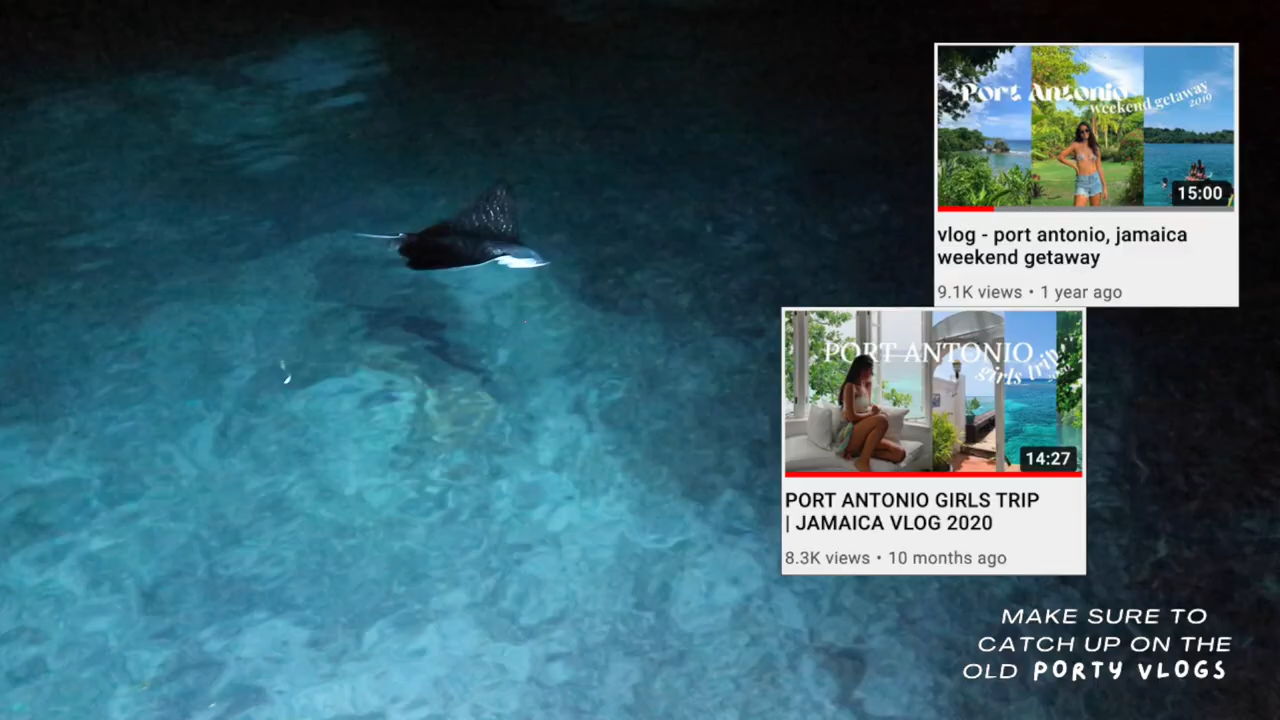 Port Antonio
weekend getaway
2019
15:00
vlog - port antonio, jamaica
weekend getaway
9.1K views • 1 year ago
PORT ANTONIO
girls trip!
14:27
PORT ANTONIO GIRLS TRIP
| JAMAICA VLOG 2020
8.3K views • 10 months ago
MAKE SURE TO
CATCH UP ON THE
OLD PORTY VLOGS